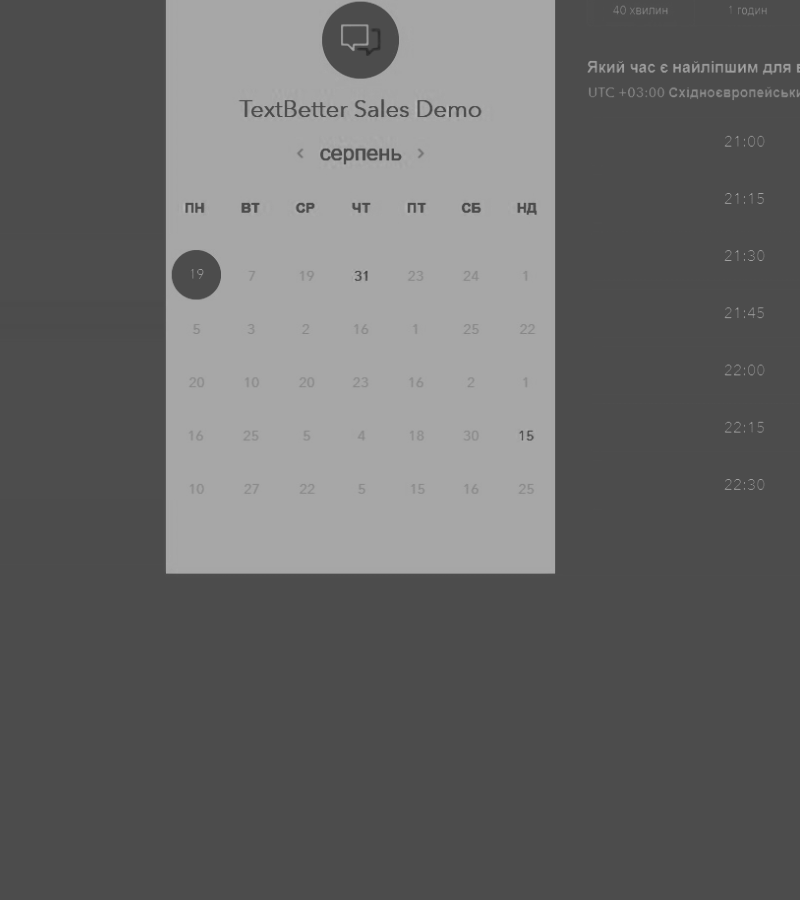 TextBetter Sales Demo
< серпень >
ПН ВТ СР ЧТ ПТ СБ НД
19 7 19 31 23 24 1
5 3 2 16 1 25 22
20 10 20 23 16 2 1
16 25 5 4 18 30 15
10 27 22 5 15 16 25
40 хвилин 1 годин
Який час є найліпшим для в
UTC +03:00 Східноєвропейськи
21:00
21:15
21:30
21:45
22:00
22:15
22:30